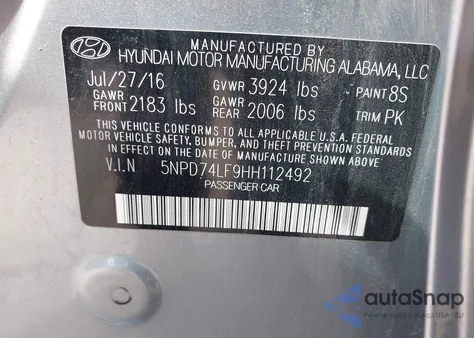 MANUFACTURED BY
HYUNDAI MOTOR MANUFACTURING ALABAMA, LLC
Jul/27/16 GVWR 3924 lbs PAINT 8S
GAWR FRONT 2183 lbs GAWR REAR 2006 lbs TRIM PK
THIS VEHICLE CONFORMS TO ALL APPLICABLE U.S.A. FEDERAL
MOTOR VEHICLE SAFETY, BUMPER, AND THEFT PREVENTION STANDARDS
IN EFFECT ON THE DATE OF MANUFACTURE SHOWN ABOVE.
V.I.N 5NPD74LF9HH112492
PASSENGER CAR
autoSnap